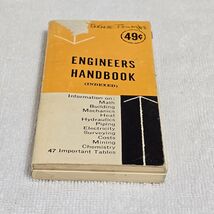 49¢
ENGINEERS
HANDBOOK
(INDEXED)
Information on:
Math
Building
Mechanics
Heat
Hydraulics
Piping
Electricity
Surveying
Costs
Mining
Chemistry
47 Important Tables